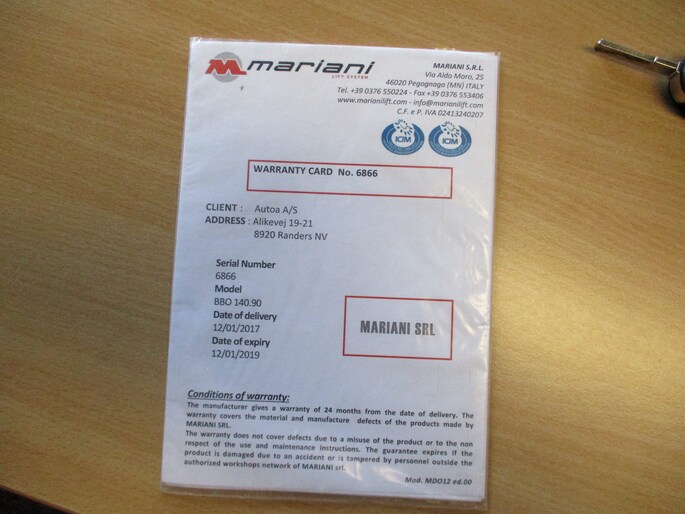 mariani
LIFT SYSTEM
MARIANI S.R.L.
Via Aldo Moro, 25
46020 Pegognaga (MN) ITALY
Tel. +39 0376 550224 - Fax +39 0376 553406
www.marianilift.com - info@marianilift.com
C.F. e P. IVA 02413240207
ICIM ICIM
WARRANTY CARD No. 6866
CLIENT : Autoa A/S
ADDRESS : Alikevej 19-21
8920 Randers NV
Serial Number
6866
Model
BBO 140.90
Date of delivery
12/01/2017
Date of expiry
12/01/2019
MARIANI SRL
Conditions of warranty:
The manufacturer gives a warranty of 24 months from the date of delivery. The
warranty covers the material and manufacture defects of the products made by
MARIANI SRL.
The warranty does not cover defects due to a misuse of the product or to the non
respect of the use and maintenance instructions. The guarantee expires if the
product is damaged due to an accident or is tampered by personnel outside the
authorized workshops network of MARIANI srl.
Mod. MDO12 ed.00